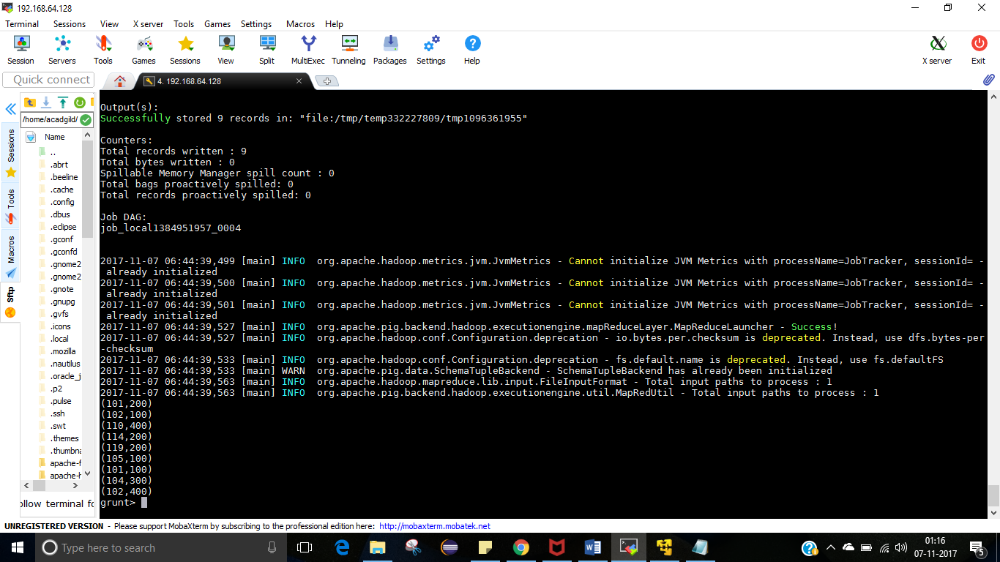 192.168.64.128
Terminal Sessions View X server Tools Games Settings Macros Help
Session Servers Tools Games Sessions View Split MultiExec Tunneling Packages Settings Help X server Exit
Quick connect
4. 192.168.64.128
/home/acadgild/
Name
..
.abrt
.beeline
.cache
.config
.dbus
.eclipse
.gconf
.gconfd
.gnome2
.gnome2
.gnote
.gnupg
.gvfs
.icons
.local
.mozilla
.nautilus
.oracle_j
.p2
.pulse
.ssh
.swt
.themes
.thumbna
apache-f
apache-h
ollow terminal fo
Sessions
Tools
Macros
Sftp
Output(s):
Successfully stored 9 records in: "file:/tmp/temp332227809/tmp1096361955"
Counters:
Total records written : 9
Total bytes written : 0
Spillable Memory Manager spill count : 0
Total bags proactively spilled: 0
Total records proactively spilled: 0
Job DAG:
job_local1384951957_0004
2017-11-07 06:44:39,499 [main] INFO  org.apache.hadoop.metrics.jvm.JvmMetrics - Cannot initialize JVM Metrics with processName=JobTracker, sessionId= -
already initialized
2017-11-07 06:44:39,500 [main] INFO  org.apache.hadoop.metrics.jvm.JvmMetrics - Cannot initialize JVM Metrics with processName=JobTracker, sessionId= -
already initialized
2017-11-07 06:44:39,501 [main] INFO  org.apache.hadoop.metrics.jvm.JvmMetrics - Cannot initialize JVM Metrics with processName=JobTracker, sessionId= -
already initialized
2017-11-07 06:44:39,527 [main] INFO  org.apache.pig.backend.hadoop.executionengine.mapReduceLayer.MapReduceLauncher - Success!
2017-11-07 06:44:39,527 [main] INFO  org.apache.hadoop.conf.Configuration.deprecation - io.bytes.per.checksum is deprecated. Instead, use dfs.bytes-per
-checksum
2017-11-07 06:44:39,533 [main] INFO  org.apache.hadoop.conf.Configuration.deprecation - fs.default.name is deprecated. Instead, use fs.defaultFS
2017-11-07 06:44:39,533 [main] WARN  org.apache.pig.data.SchemaTupleBackend - SchemaTupleBackend has already been initialized
2017-11-07 06:44:39,563 [main] INFO  org.apache.hadoop.mapreduce.lib.input.FileInputFormat - Total input paths to process : 1
2017-11-07 06:44:39,563 [main] INFO  org.apache.pig.backend.hadoop.executionengine.util.MapRedUtil - Total input paths to process : 1
(101,200)
(102,100)
(110,400)
(114,200)
(119,200)
(105,100)
(101,100)
(104,300)
(102,400)
grunt>
UNREGISTERED VERSION - Please support MobaXterm by subscribing to the professional edition here: http://mobaxterm.mobatek.net
Type here to search
01:16
07-11-2017
5